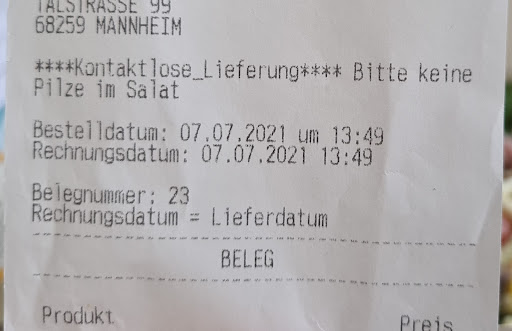 TALSTRASSE 99
68259 MANNHEIM
****Kontaktlose_Lieferung**** Bitte keine
Pilze im Salat
Bestelldatum: 07.07.2021 um 13:49
Rechnungsdatum: 07.07.2021 13:49
Belegnummer: 23
Rechnungsdatum = Lieferdatum
BELEG
Produkt Preis